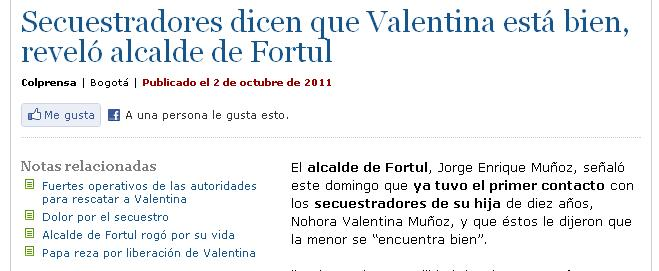 Secuestradores dicen que Valentina está bien,
reveló alcalde de Fortul
Colprensa | Bogotá | Publicado el 2 de octubre de 2011
Me gusta A una persona le gusta esto.
Notas relacionadas
Fuertes operativos de las autoridades
para rescatar a Valentina
Dolor por el secuestro
Alcalde de Fortul rogó por su vida
Papa reza por liberación de Valentina
El alcalde de Fortul, Jorge Enrique Muñoz, señaló
este domingo que ya tuvo el primer contacto con
los secuestradores de su hija de diez años,
Nohora Valentina Muñoz, y que éstos le dijeron que
la menor se “encuentra bien”.